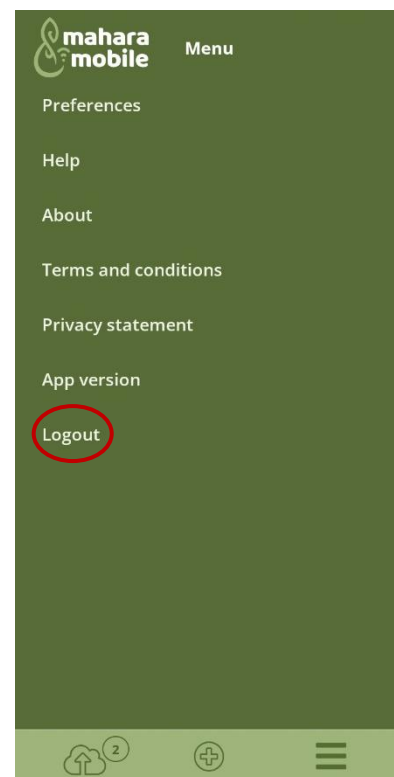 mahara
mobile
Menu
Preferences
Help
About
Terms and conditions
Privacy statement
App version
Logout
2